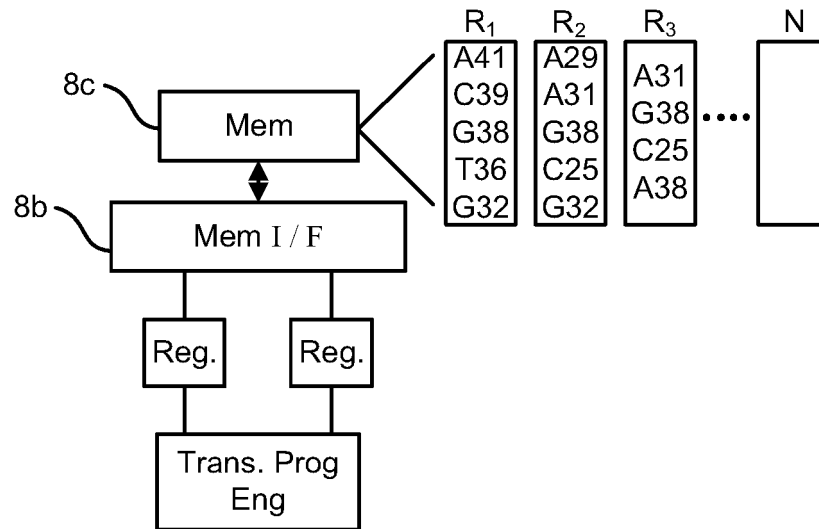 R₁ R₂ R₃ N
8c
Mem
A41
C39
G38
T36
G32
A29
A31
G38
C25
G32
A31
G38
C25
A38
8b
Mem I / F
Reg. Reg.
Trans. Prog
Eng